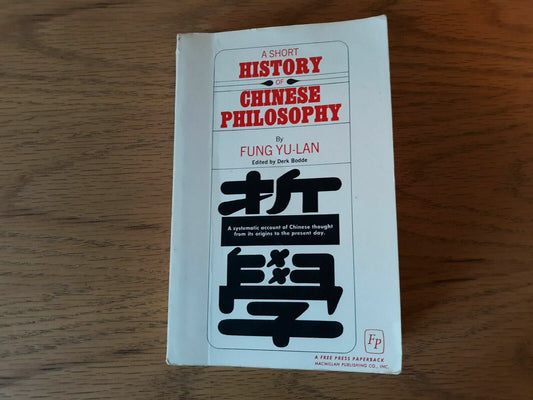 A SHORT
HISTORY
OF
CHINESE
PHILOSOPHY
By
FUNG YU-LAN
Edited by Derk Bodde
哲
A systematic account of Chinese thought
from its origins to the present day.
學
FP
A FREE PRESS PAPERBACK
MACMILLAN PUBLISHING CO., INC.